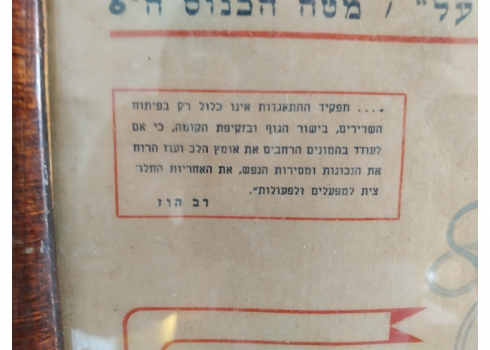 על" / מטה הכנוס ה-6
"... תפקיד ההתאגדות אינו כלול רק בפיתוח
השרירים, בישור הגוף ובזקיפת הקומה, כי אם
לעודד בהמונים הרחבים את אומץ הלב ועוז הרוח
את הנכונות ומסירות הנפש, את האחריות החלו־
צית למפעלים ולפעולות".
דב הוז